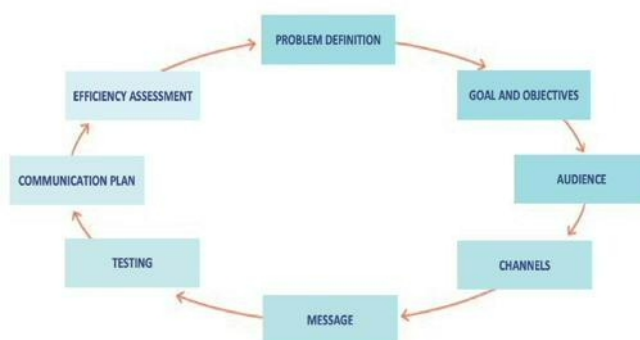 PROBLEM DEFINITION
GOAL AND OBJECTIVES
AUDIENCE
CHANNELS
MESSAGE
TESTING
COMMUNICATION PLAN
EFFICIENCY ASSESSMENT